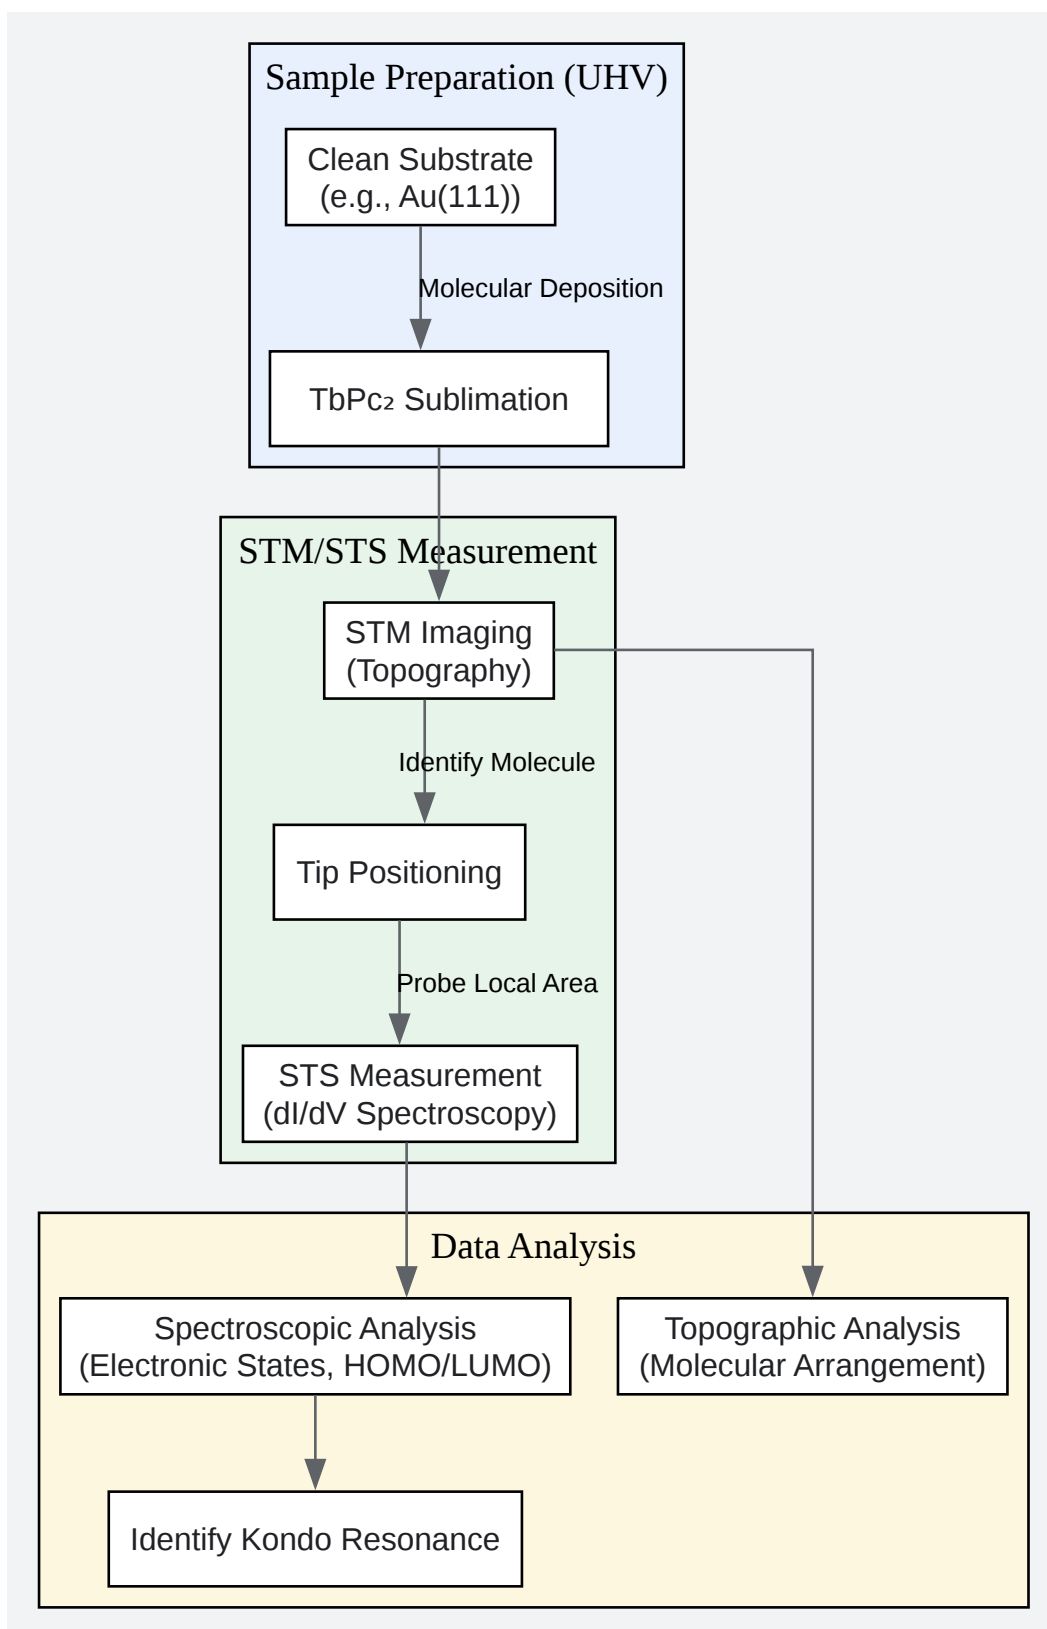 Sample Preparation (UHV)
Clean Substrate
(e.g., Au(111))
Molecular Deposition
TbPc₂ Sublimation
STM/STS Measurement
STM Imaging
(Topography)
Identify Molecule
Tip Positioning
Probe Local Area
STS Measurement
(dI/dV Spectroscopy)
Data Analysis
Spectroscopic Analysis
(Electronic States, HOMO/LUMO)
Topographic Analysis
(Molecular Arrangement)
Identify Kondo Resonance